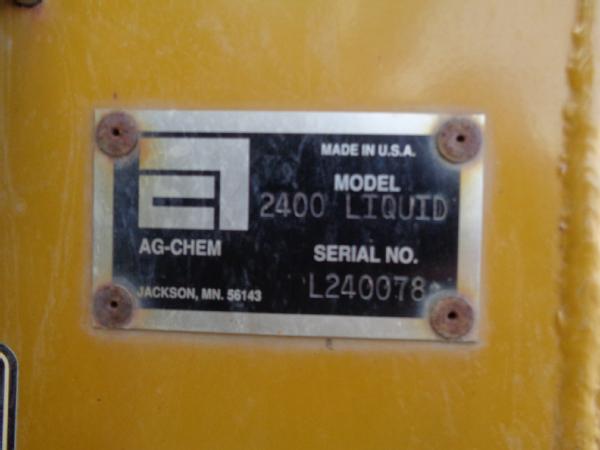 MADE IN U.S.A.
MODEL
2400 LIQUID
AG-CHEM
SERIAL NO.
JACKSON, MN. 56143
L240078